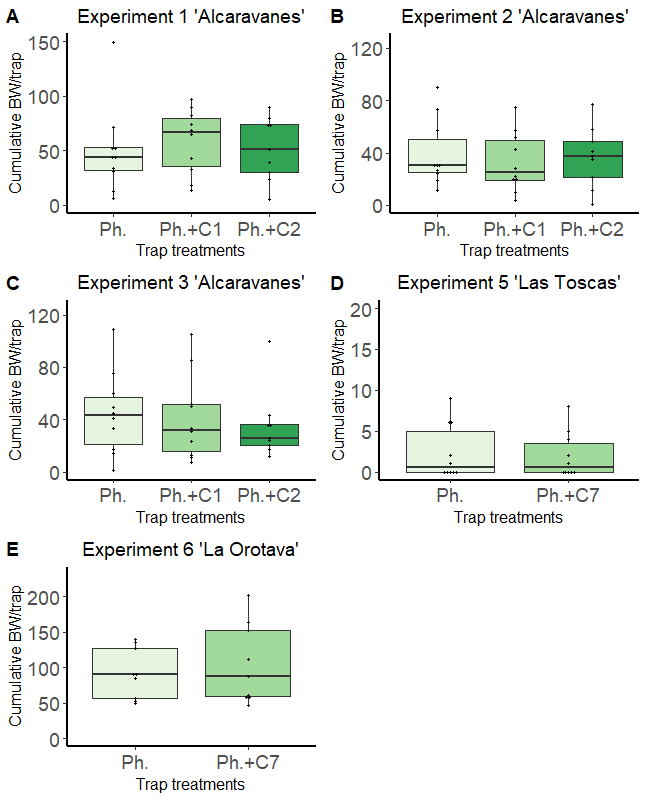 A Experiment 1 'Alcaravanes'
Cumulative BW/trap
150
100
50
0
Ph. Ph.+C1 Ph.+C2
Trap treatments
B Experiment 2 'Alcaravanes'
Cumulative BW/trap
120
80
40
0
Ph. Ph.+C1 Ph.+C2
Trap treatments
C Experiment 3 'Alcaravanes'
Cumulative BW/trap
120
80
40
0
Ph. Ph.+C1 Ph.+C2
Trap treatments
D Experiment 5 'Las Toscas'
Cumulative BW/trap
20
15
10
5
0
Ph. Ph.+C7
Trap treatments
E Experiment 6 'La Orotava'
Cumulative BW/trap
200
150
100
50
0
Ph. Ph.+C7
Trap treatments